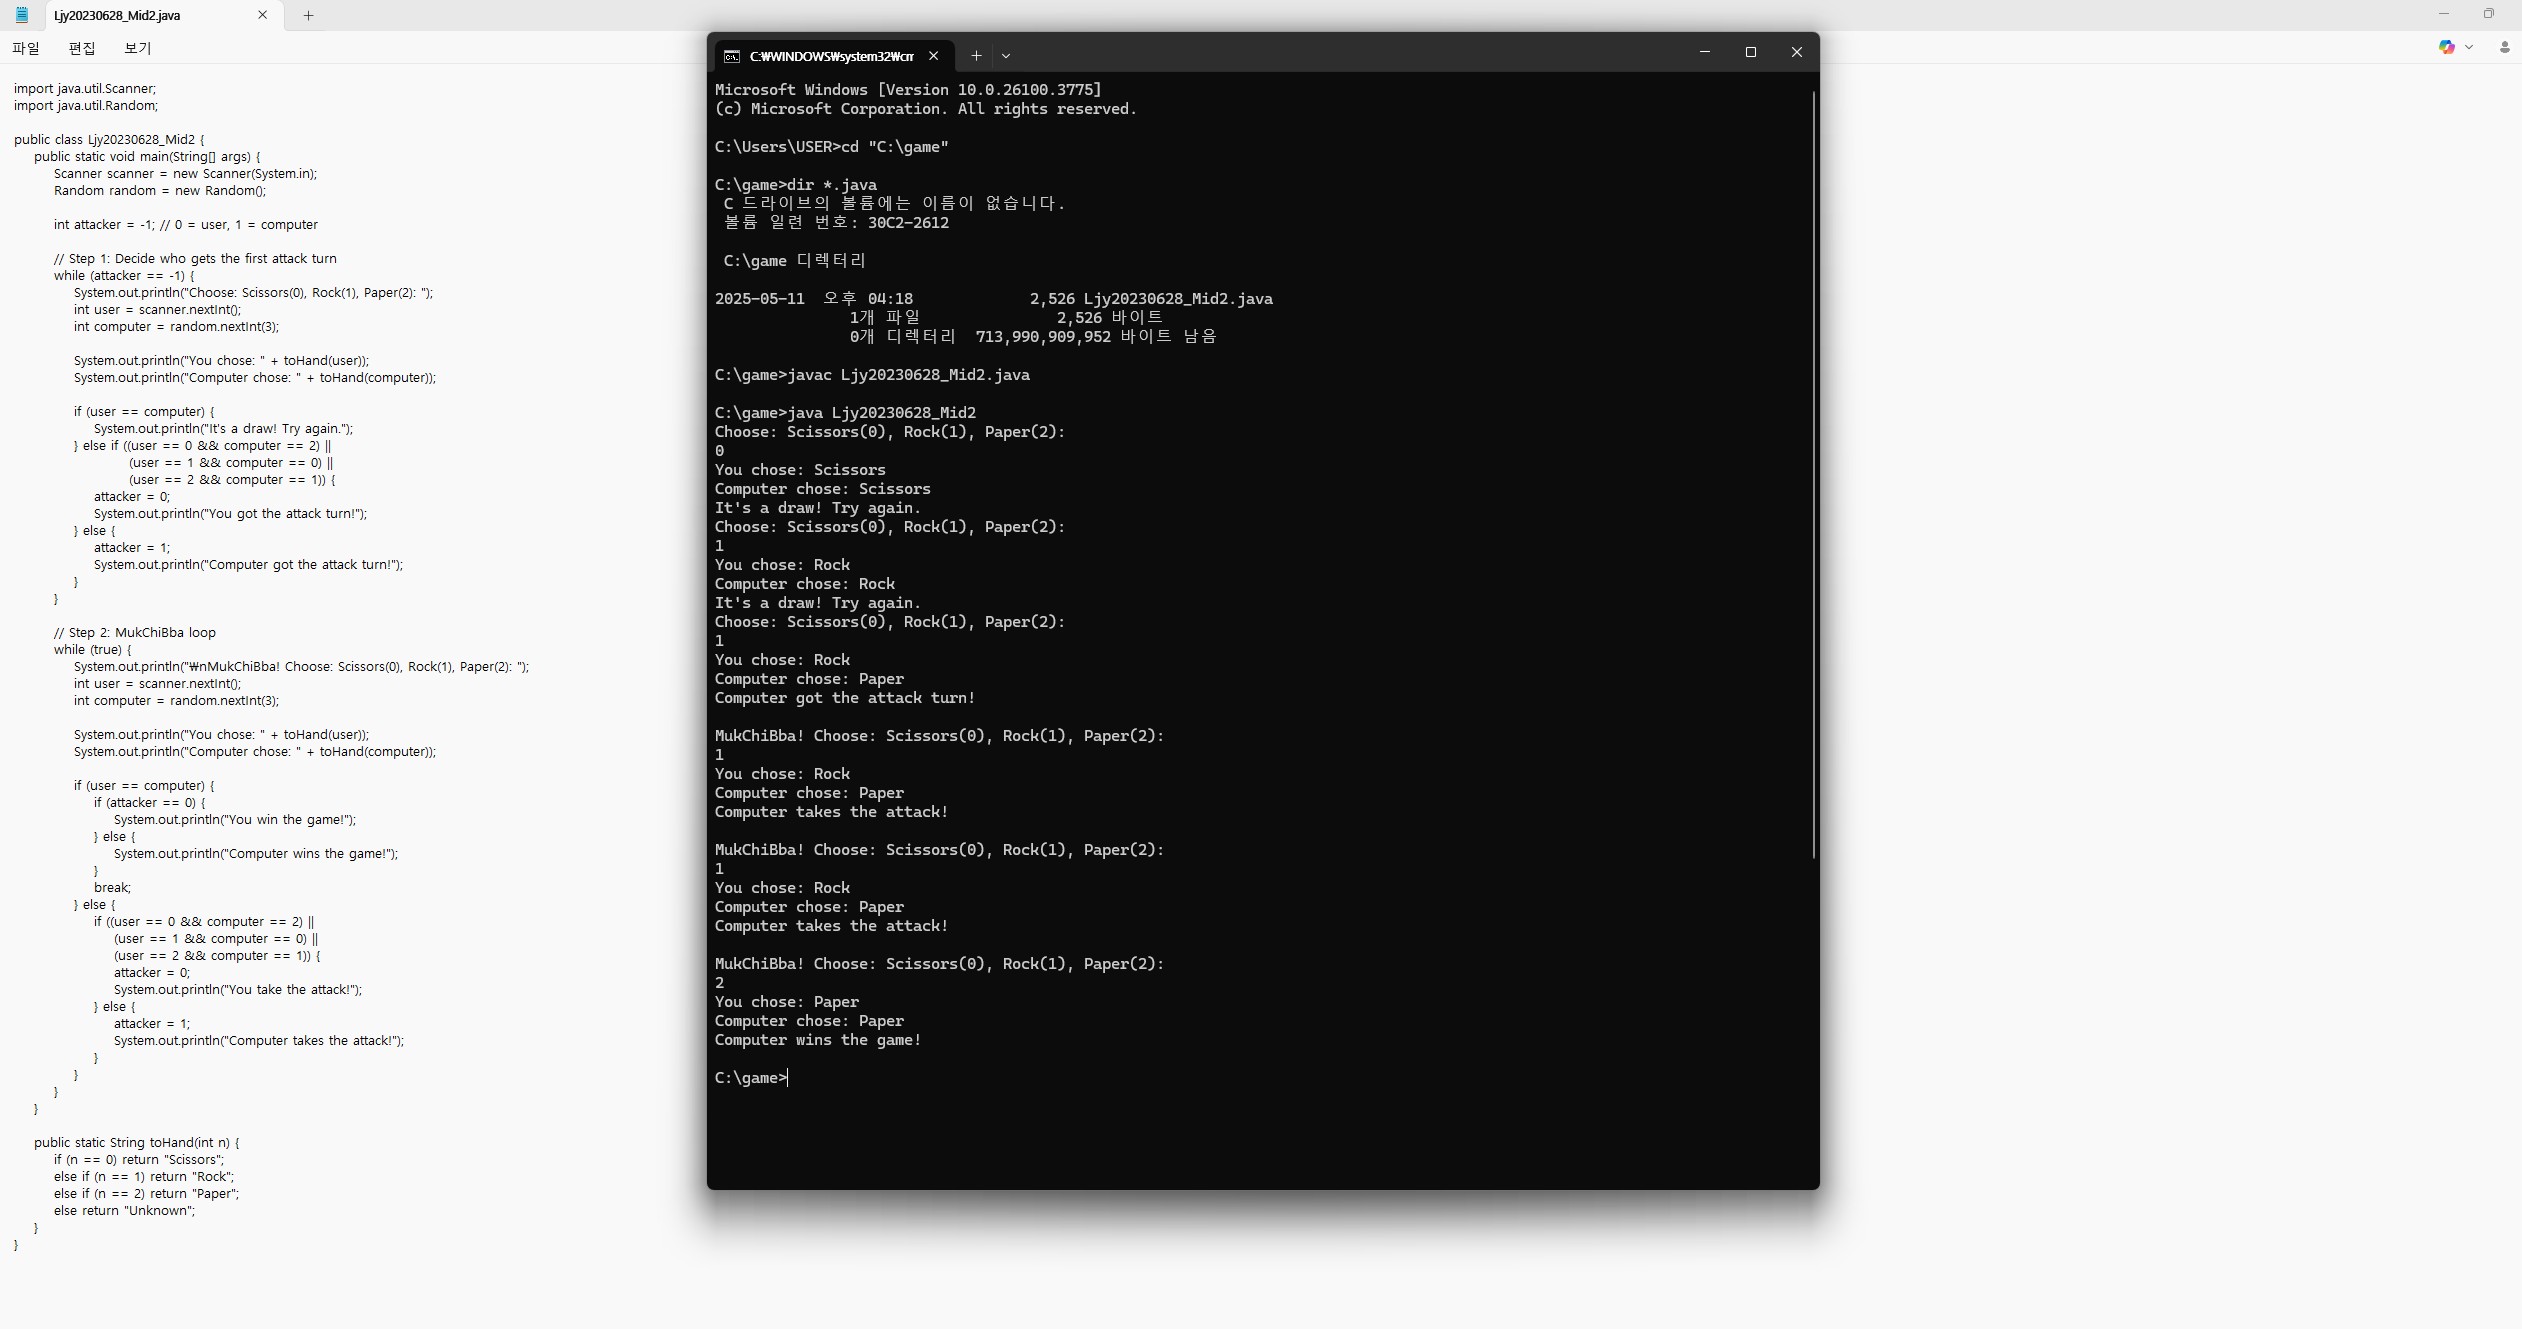 Ljy20230628_Mid2.java
파일 편집 보기
import java.util.Scanner;
import java.util.Random;
public class Ljy20230628_Mid2 {
public static void main(String[] args) {
Scanner scanner = new Scanner(System.in);
Random random = new Random();
int attacker = -1; // 0 = user, 1 = computer
// Step 1: Decide who gets the first attack turn
while (attacker == -1) {
System.out.println("Choose: Scissors(0), Rock(1), Paper(2): ");
int user = scanner.nextInt();
int computer = random.nextInt(3);
System.out.println("You chose: " + toHand(user));
System.out.println("Computer chose: " + toHand(computer));
if (user == computer) {
System.out.println("It's a draw! Try again.");
} else if ((user == 0 && computer == 2) ||
(user == 1 && computer == 0) ||
(user == 2 && computer == 1)) {
attacker = 0;
System.out.println("You got the attack turn!");
} else {
attacker = 1;
System.out.println("Computer got the attack turn!");
}
}
// Step 2: MukChiBba loop
while (true) {
System.out.println("₩nMukChiBba! Choose: Scissors(0), Rock(1), Paper(2): ");
int user = scanner.nextInt();
int computer = random.nextInt(3);
System.out.println("You chose: " + toHand(user));
System.out.println("Computer chose: " + toHand(computer));
if (user == computer) {
if (attacker == 0) {
System.out.println("You win the game!");
} else {
System.out.println("Computer wins the game!");
}
break;
} else {
if ((user == 0 && computer == 2) ||
(user == 1 && computer == 0) ||
(user == 2 && computer == 1)) {
attacker = 0;
System.out.println("You take the attack!");
} else {
attacker = 1;
System.out.println("Computer takes the attack!");
}
}
}
}
public static String toHand(int n) {
if (n == 0) return "Scissors";
else if (n == 1) return "Rock";
else if (n == 2) return "Paper";
else return "Unknown";
}
}
C:₩WINDOWS₩system32₩cm
Microsoft Windows [Version 10.0.26100.3775]
(c) Microsoft Corporation. All rights reserved.
C:\Users\USER>cd "C:\game"
C:\game>dir *.java
C 드라이브의 볼륨에는 이름이 없습니다.
볼륨 일련 번호: 30C2-2612
C:\game 디렉터리
2025-05-11 오후 04:18 2,526 Ljy20230628_Mid2.java
1개 파일 2,526 바이트
0개 디렉터리 713,990,909,952 바이트 남음
C:\game>javac Ljy20230628_Mid2.java
C:\game>java Ljy20230628_Mid2
Choose: Scissors(0), Rock(1), Paper(2):
0
You chose: Scissors
Computer chose: Scissors
It's a draw! Try again.
Choose: Scissors(0), Rock(1), Paper(2):
1
You chose: Rock
Computer chose: Rock
It's a draw! Try again.
Choose: Scissors(0), Rock(1), Paper(2):
1
You chose: Rock
Computer chose: Paper
Computer got the attack turn!
MukChiBba! Choose: Scissors(0), Rock(1), Paper(2):
1
You chose: Rock
Computer chose: Paper
Computer takes the attack!
MukChiBba! Choose: Scissors(0), Rock(1), Paper(2):
1
You chose: Rock
Computer chose: Paper
Computer takes the attack!
MukChiBba! Choose: Scissors(0), Rock(1), Paper(2):
2
You chose: Paper
Computer chose: Paper
Computer wins the game!
C:\game>